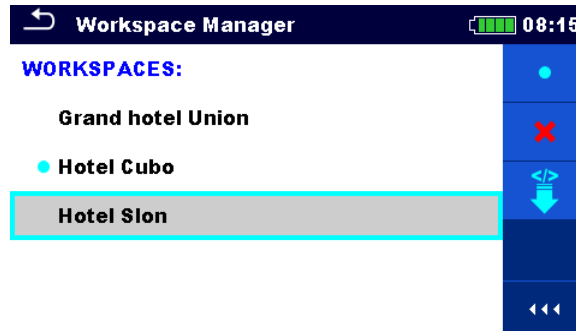 Workspace Manager 08:15
WORKSPACES:
Grand hotel Union
Hotel Cubo
Hotel Slon